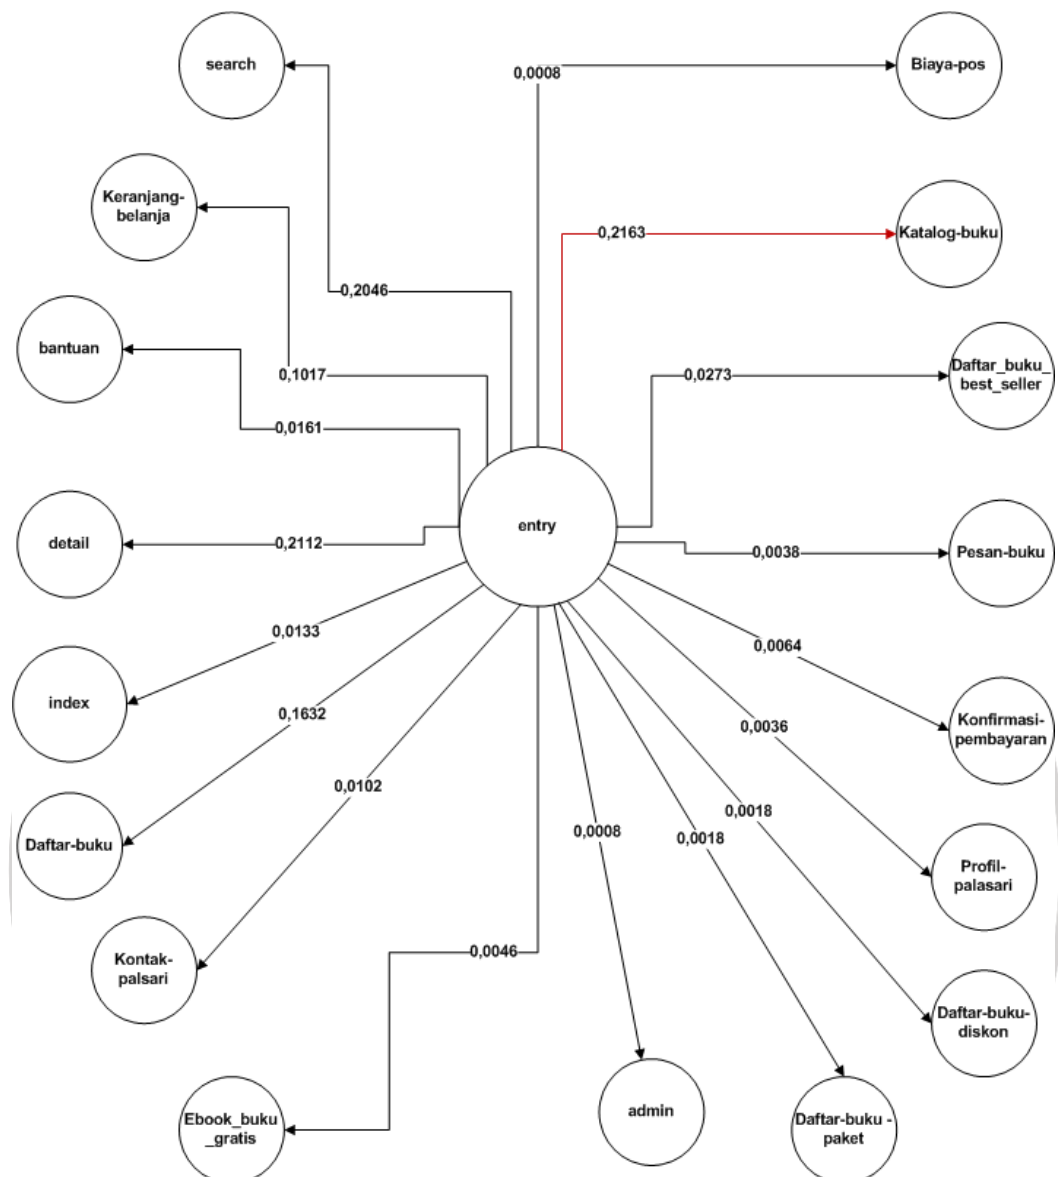 search
0,0008
Biaya-pos
Keranjang-
belanja
0,2163
Katalog-buku
0,2046
bantuan
0,1017
0,0273
Daftar_buku_
best_seller
0,0161
entry
detail
0,2112
0,0038
Pesan-buku
0,0133
0,0064
index
0,1632
0,0036
Konfirmasi-
pembayaran
0,0102
0,0008
0,0018
0,0018
Daftar-buku
Profil-
palasari
Kontak-
palsari
0,0046
Daftar-buku-
diskon
Ebook_buku
_gratis
admin
Daftar-buku -
paket